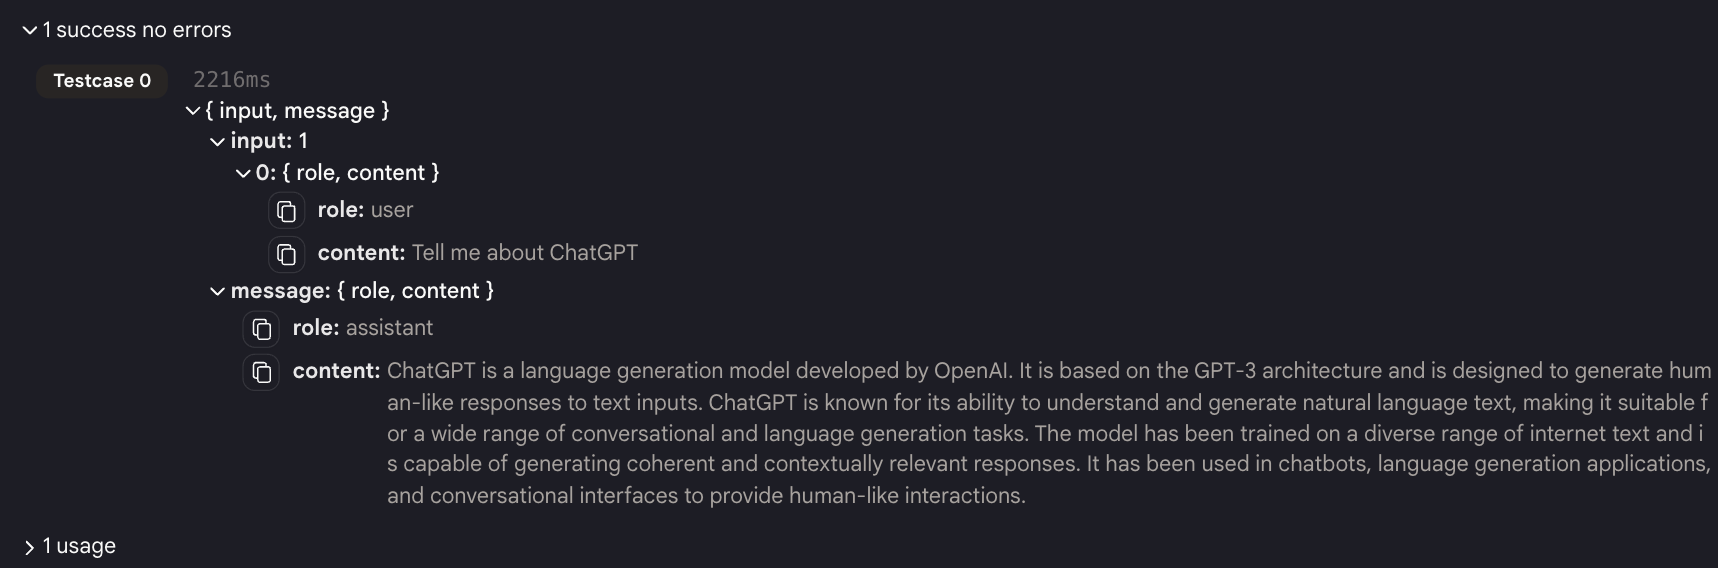 1 success no errors
Testcase 0 2216ms
{ input, message }
input: 1
0: { role, content }
role: user
content: Tell me about ChatGPT
message: { role, content }
role: assistant
content: ChatGPT is a language generation model developed by OpenAI. It is based on the GPT-3 architecture and is designed to generate hum
an-like responses to text inputs. ChatGPT is known for its ability to understand and generate natural language text, making it suitable f
or a wide range of conversational and language generation tasks. The model has been trained on a diverse range of internet text and i
s capable of generating coherent and contextually relevant responses. It has been used in chatbots, language generation applications,
and conversational interfaces to provide human-like interactions.
1 usage